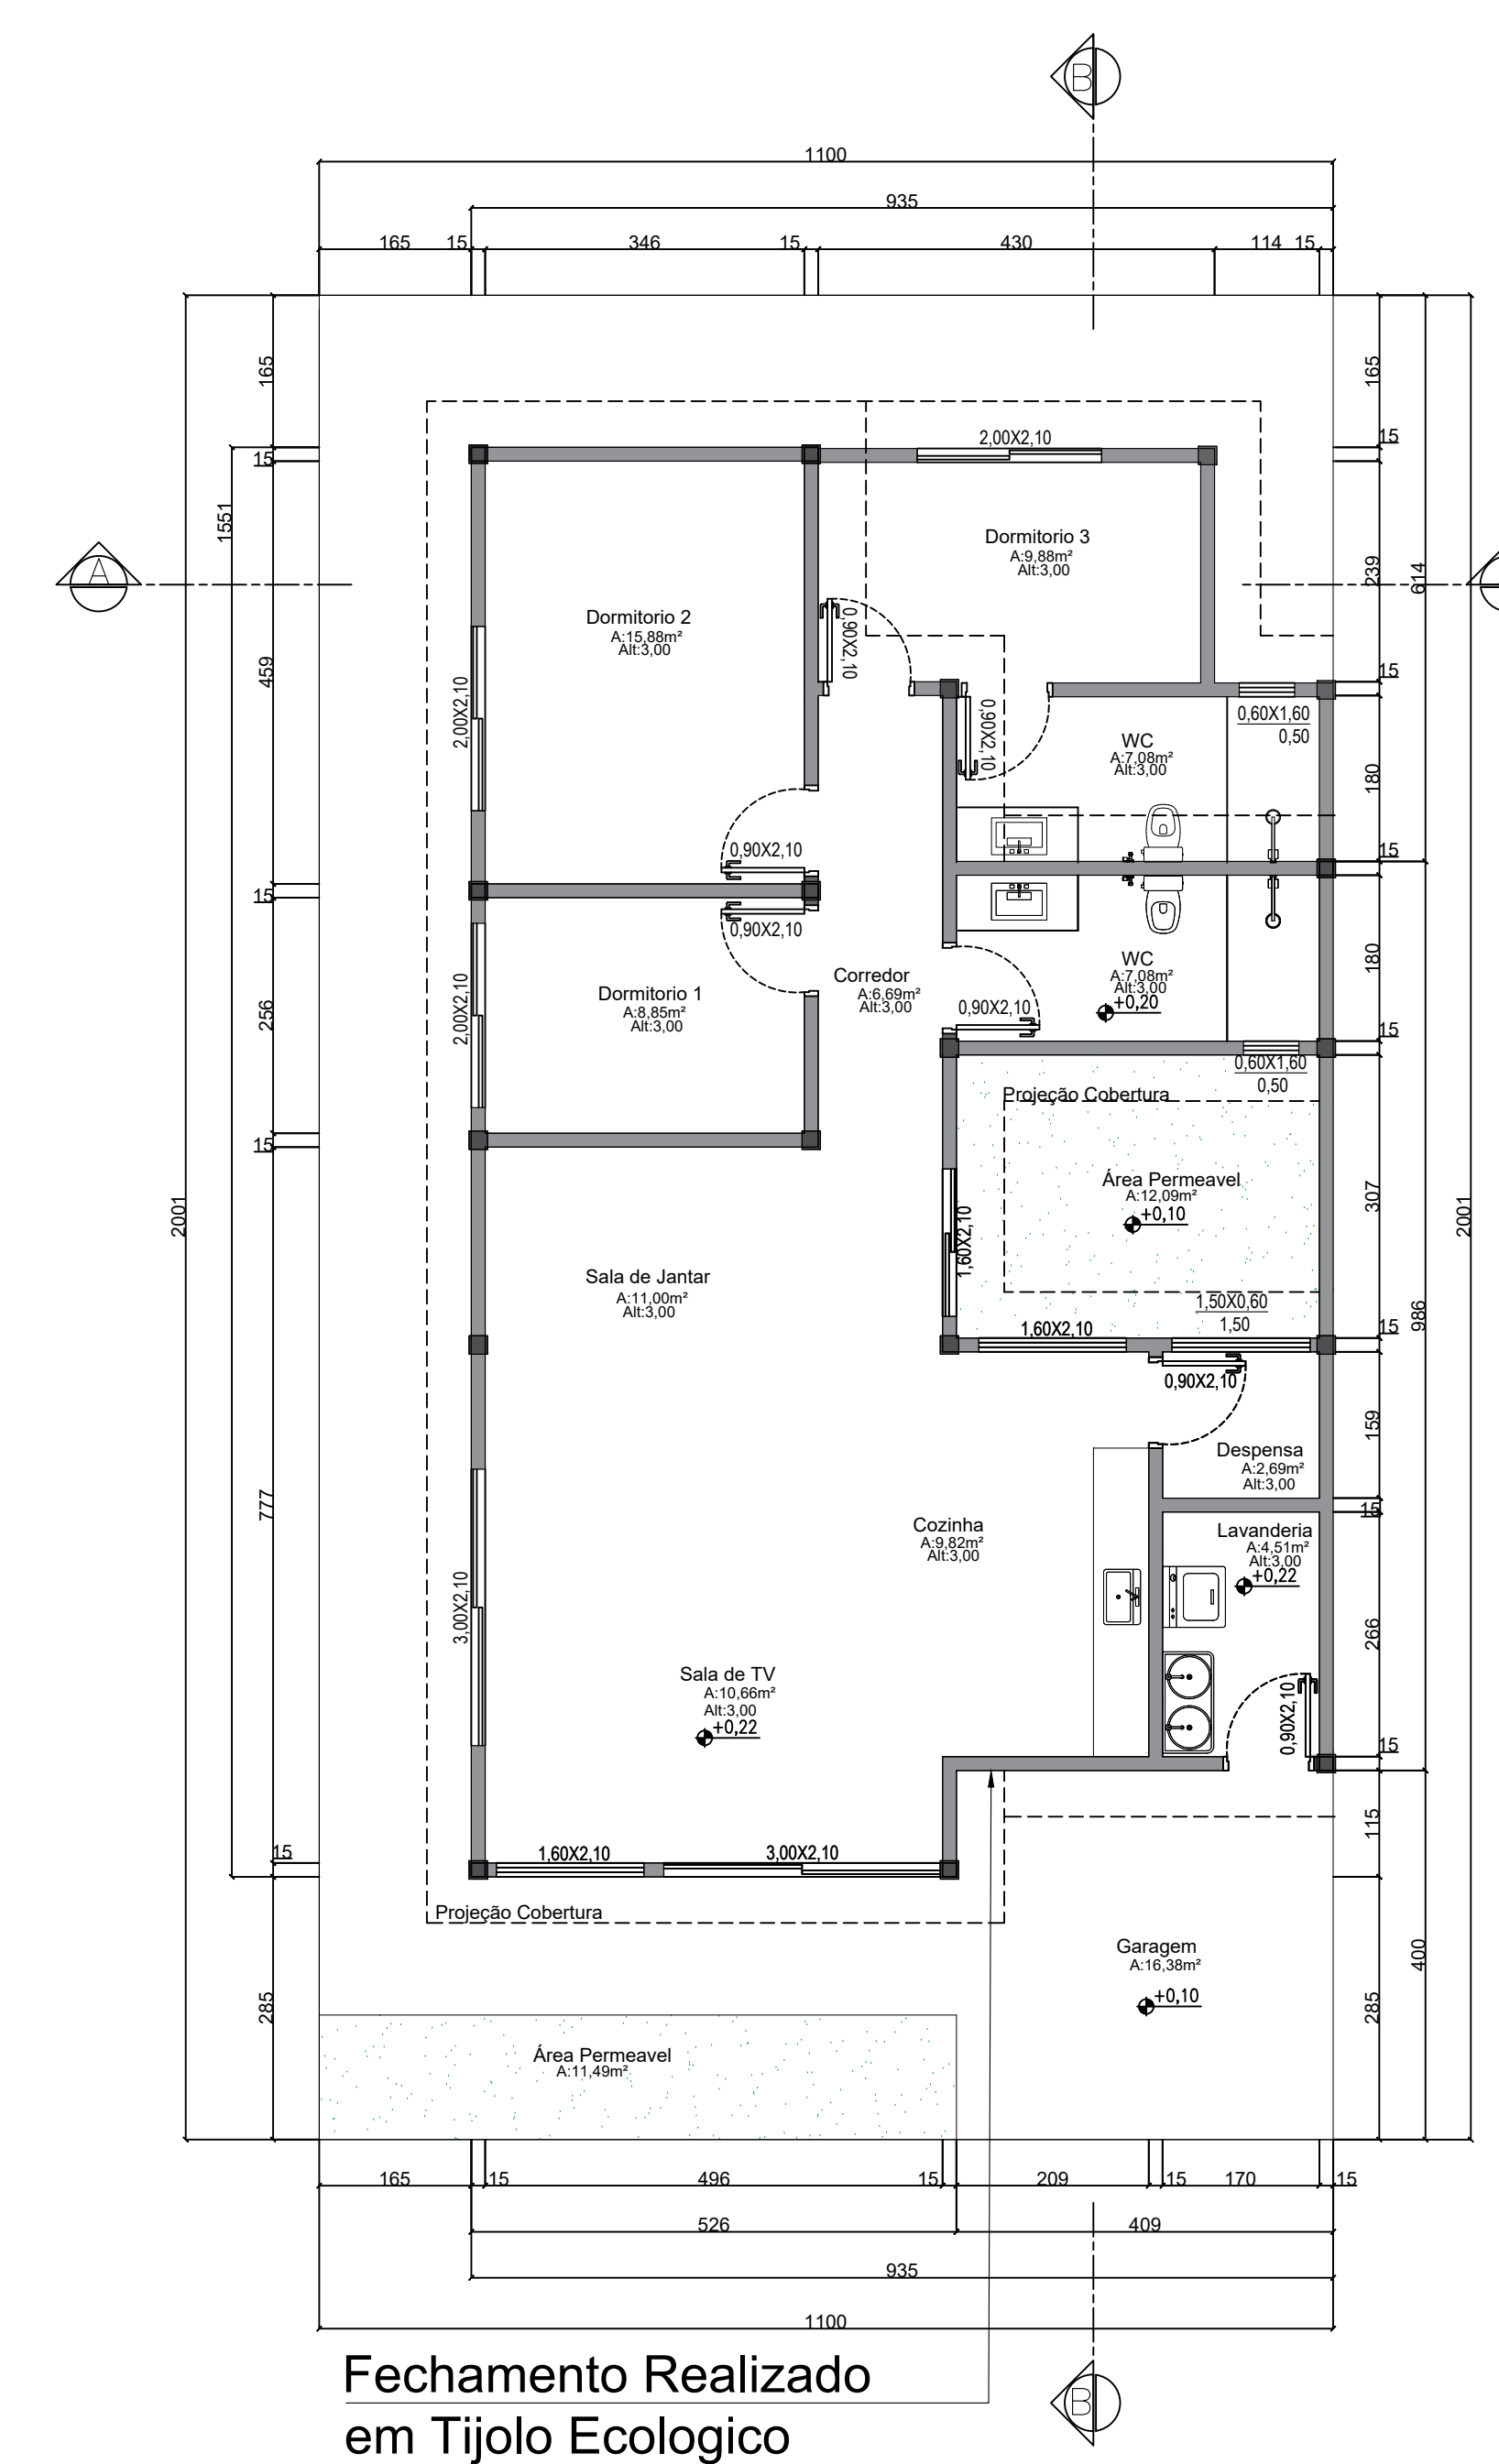 B
1100
935
165 15 346 15 430 114 15
165
165
15
15
2,00X2,10
1551
Dormitorio 3
A:9,88m²
Alt:3,00
A
239
614
Dormitorio 2
A:15,88m²
Alt:3,00
0,90X2,10
459
15
2,00X2,10
0,90X2,10
0,60X1,60
0,50
WC
A:7,08m²
Alt:3,00
180
0,90X2,10
15
15
0,90X2,10
WC
A:7,08m²
Alt:3,00
+0,20
180
Corredor
A:6,69m²
Alt:3,00
Dormitorio 1
A:8,85m²
Alt:3,00
256
2,00X2,10
0,90X2,10
15
0,60X1,60
0,50
Projeção Cobertura
15
Área Permeavel
A:12,09m²
+0,10
307
2001
2001
1,60X2,10
Sala de Jantar
A:11,00m²
Alt:3,00
1,50X0,60
1,50
1,60X2,10
15
986
0,90X2,10
159
Despensa
A:2,69m²
Alt:3,00
777
15
Cozinha
A:9,82m²
Alt:3,00
Lavanderia
A:4,51m²
Alt:3,00
+0,22
3,00X2,10
266
Sala de TV
A:10,66m²
Alt:3,00
+0,22
0,90X2,10
15
115
15
1,60X2,10
3,00X2,10
Projeção Cobertura
Garagem
A:16,38m²
+0,10
400
285
285
Área Permeavel
A:11,49m²
165 15 496 15 209 15 170 15
526 409
935
1100
Fechamento Realizado
em Tijolo Ecologico
B